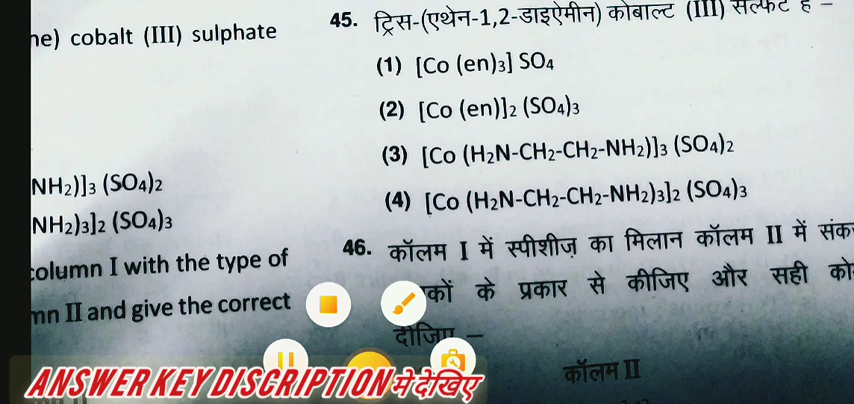 ne) cobalt (III) sulphate
NH2)]3 (SO4)2
NH2)3]2 (SO4)3
column I with the type of
mn II and give the correct
45. ट्रिस-(एथेन-1,2-डाइऐमीन) कोबाल्ट (III) सल्फेट है –
(1) [Co (en)3] SO4
(2) [Co (en)]2 (SO4)3
(3) [Co (H2N-CH2-CH2-NH2)]3 (SO4)2
(4) [Co (H2N-CH2-CH2-NH2)3]2 (SO4)3
46. कॉलम I में स्पीशीज़ का मिलान कॉलम II में संक
कों के प्रकार से कीजिए और सही को
दीजिए –
कॉलम II
ANSWER KEY DISCRIPTION मे देखिए